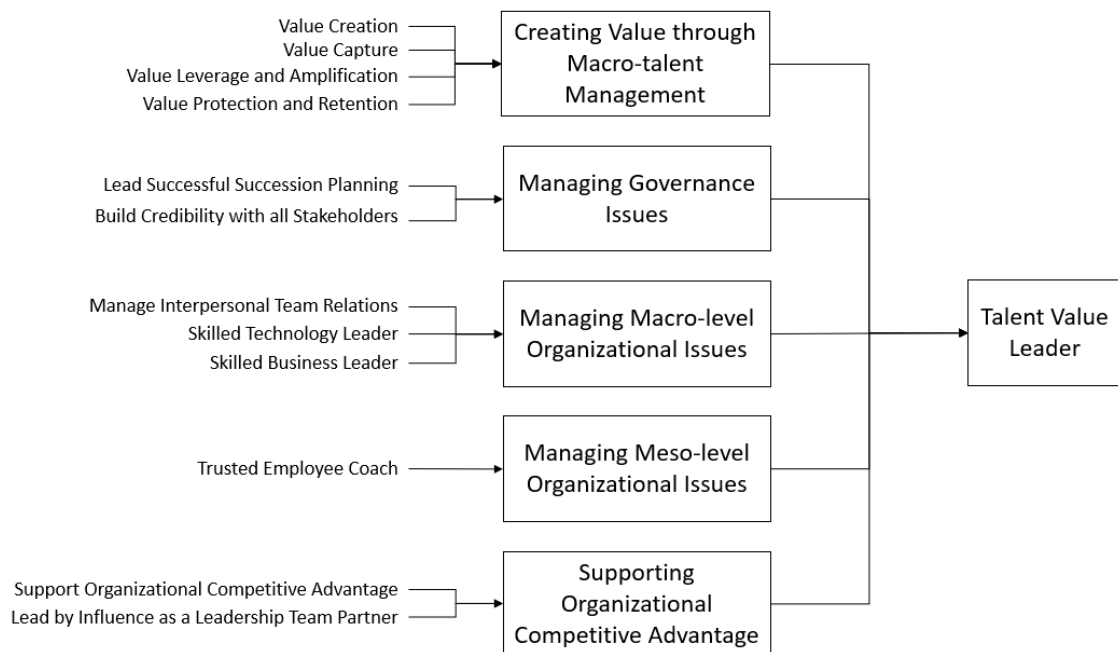 Value Creation
Value Capture
Value Leverage and Amplification
Value Protection and Retention
Creating Value through
Macro-talent
Management
Lead Successful Succession Planning
Build Credibility with all Stakeholders
Managing Governance
Issues
Manage Interpersonal Team Relations
Skilled Technology Leader
Skilled Business Leader
Managing Macro-level
Organizational Issues
Talent Value
Leader
Trusted Employee Coach
Managing Meso-level
Organizational Issues
Support Organizational Competitive Advantage
Lead by Influence as a Leadership Team Partner
Supporting
Organizational
Competitive Advantage